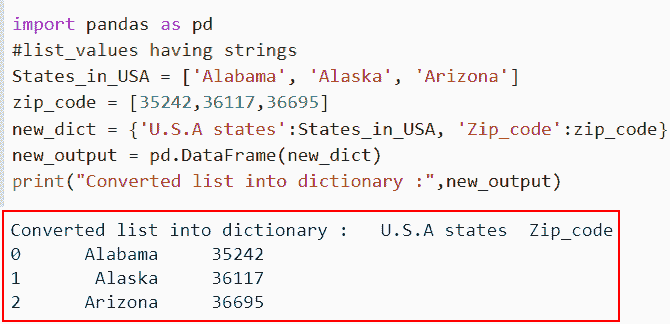 import pandas as pd
#list_values having strings
States_in_USA = ['Alabama', 'Alaska', 'Arizona']
zip_code = [35242,36117,36695]
new_dict = {'U.S.A states':States_in_USA, 'Zip_code':zip_code}
new_output = pd.DataFrame(new_dict)
print("Converted list into dictionary :",new_output)
Converted list into dictionary :   U.S.A states  Zip_code
0      Alabama     35242
1       Alaska     36117
2      Arizona     36695